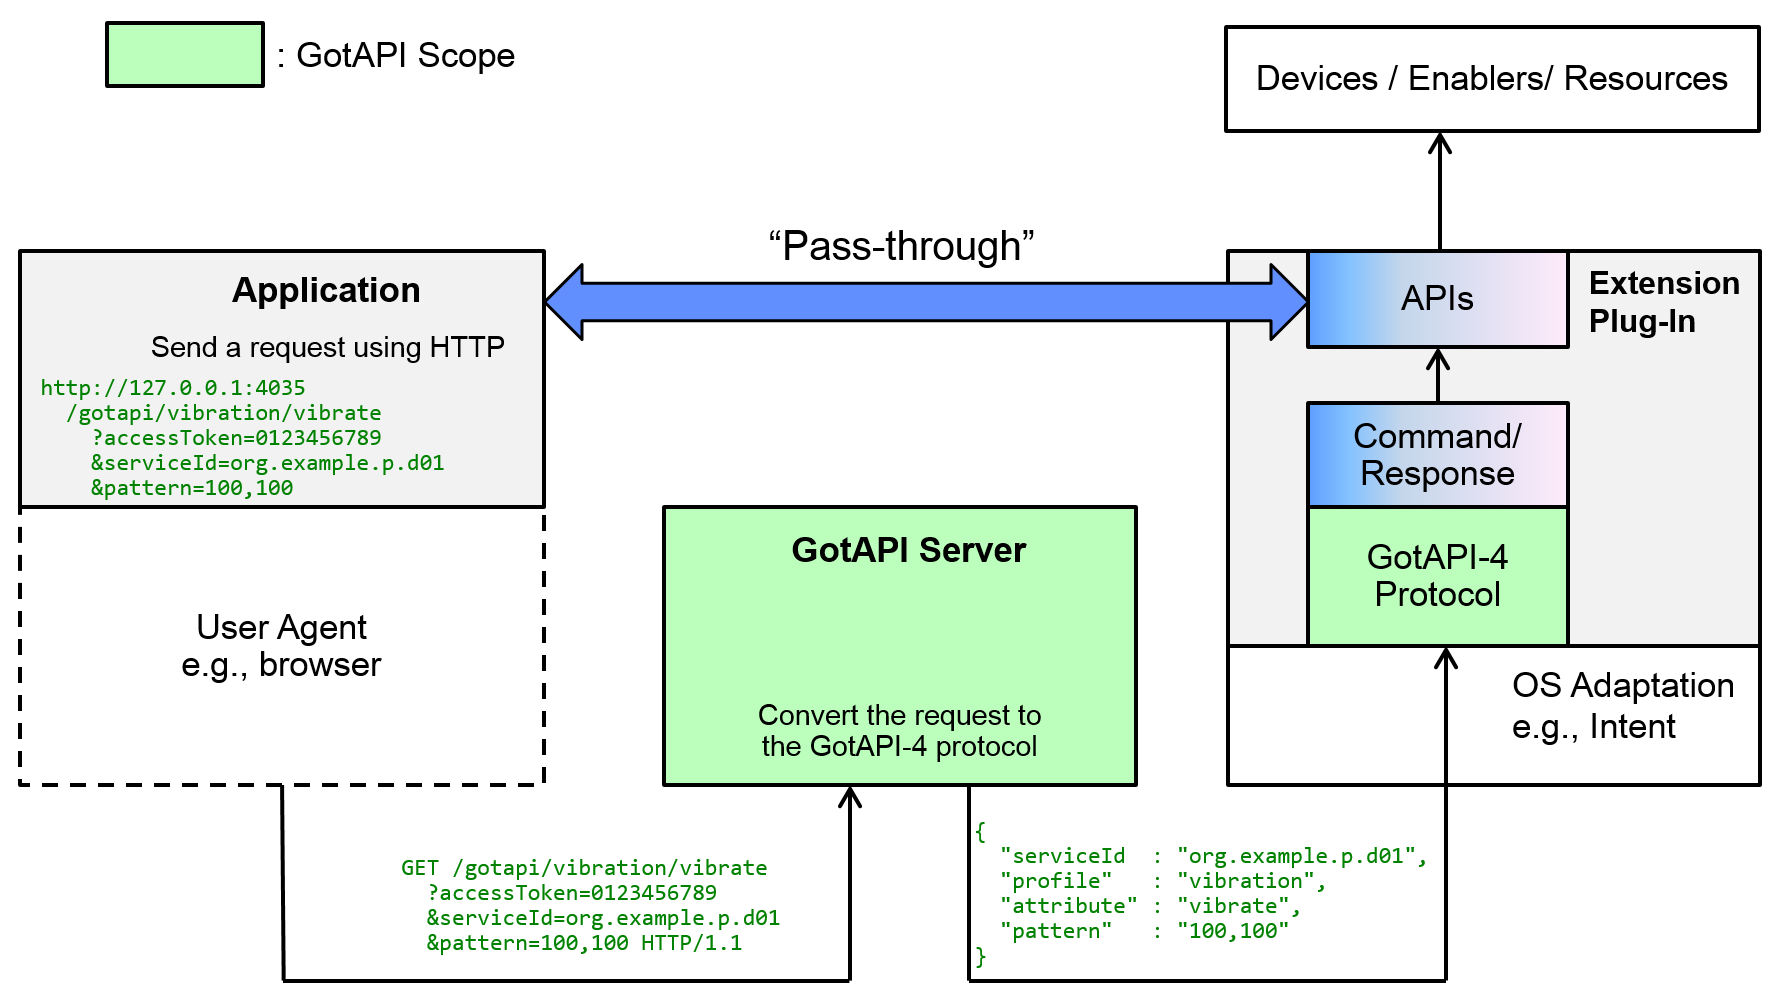 : GotAPI Scope
Devices / Enablers/ Resources
“Pass-through”
Application
Send a request using HTTP
http://127.0.0.1:4035
/gotapi/vibration/vibrate
?accessToken=0123456789
&serviceId=org.example.p.d01
&pattern=100,100
User Agent
e.g., browser
GotAPI Server
Convert the request to
the GotAPI-4 protocol
APIs
Extension
Plug-In
Command/
Response
GotAPI-4
Protocol
OS Adaptation
e.g., Intent
GET /gotapi/vibration/vibrate
?accessToken=0123456789
&serviceId=org.example.p.d01
&pattern=100,100 HTTP/1.1
{
"serviceId : "org.example.p.d01",
"profile" : "vibration",
"attribute" : "vibrate",
"pattern" : "100,100"
}